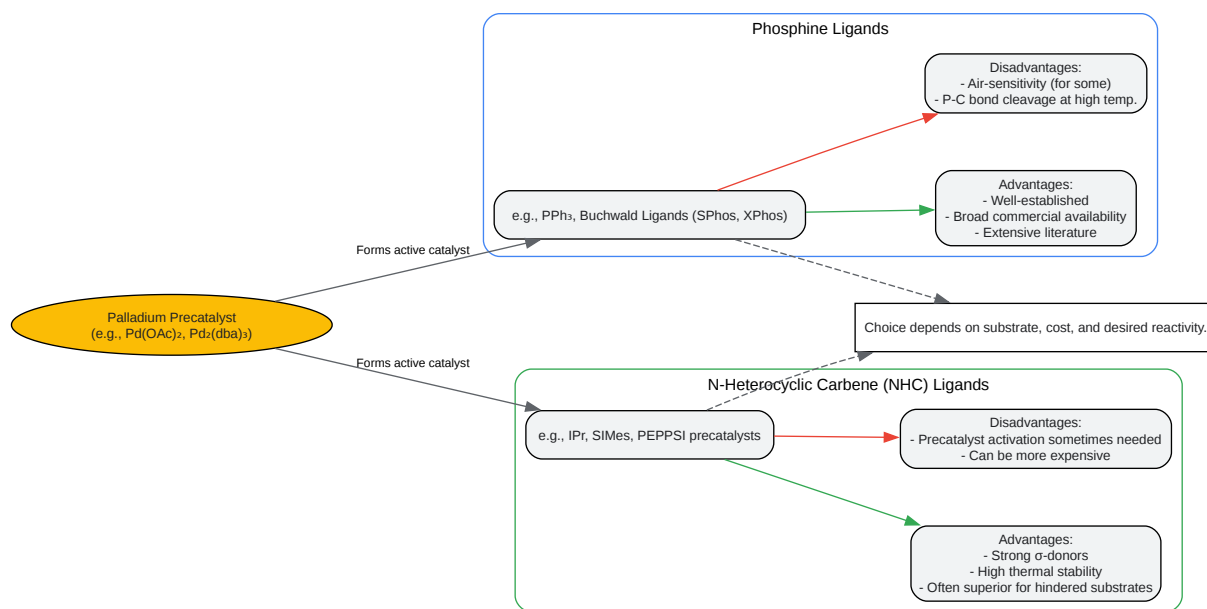 Phosphine Ligands
Disadvantages:
- Air-sensitivity (for some)
- P-C bond cleavage at high temp.
Advantages:
- Well-established
- Broad commercial availability
- Extensive literature
e.g., PPh₃, Buchwald Ligands (SPhos, XPhos)
Forms active catalyst
Palladium Precatalyst
(e.g., Pd(OAc)₂, Pd₂(dba)₃)
Choice depends on substrate, cost, and desired reactivity.
Forms active catalyst
N-Heterocyclic Carbene (NHC) Ligands
e.g., IPr, SIMes, PEPPSI precatalysts
Disadvantages:
- Precatalyst activation sometimes needed
- Can be more expensive
Advantages:
- Strong σ-donors
- High thermal stability
- Often superior for hindered substrates